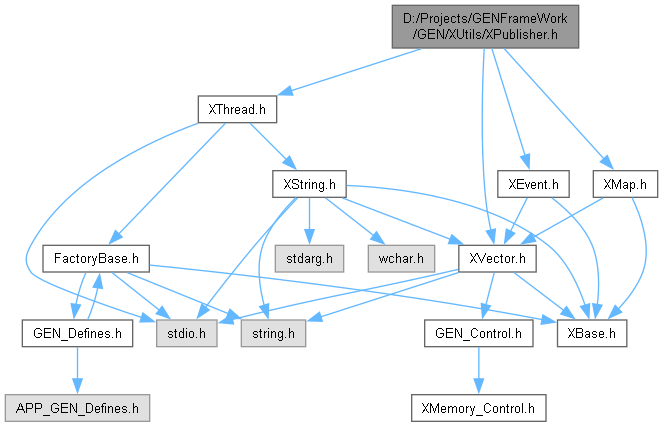 D:/Projects/GENFrameWork
/GEN/XUtils/XPublisher.h
XThread.h
XString.h
XEvent.h
XMap.h
FactoryBase.h
stdarg.h
wchar.h
XVector.h
GEN_Defines.h
stdio.h
string.h
GEN_Control.h
XBase.h
APP_GEN_Defines.h
XMemory_Control.h